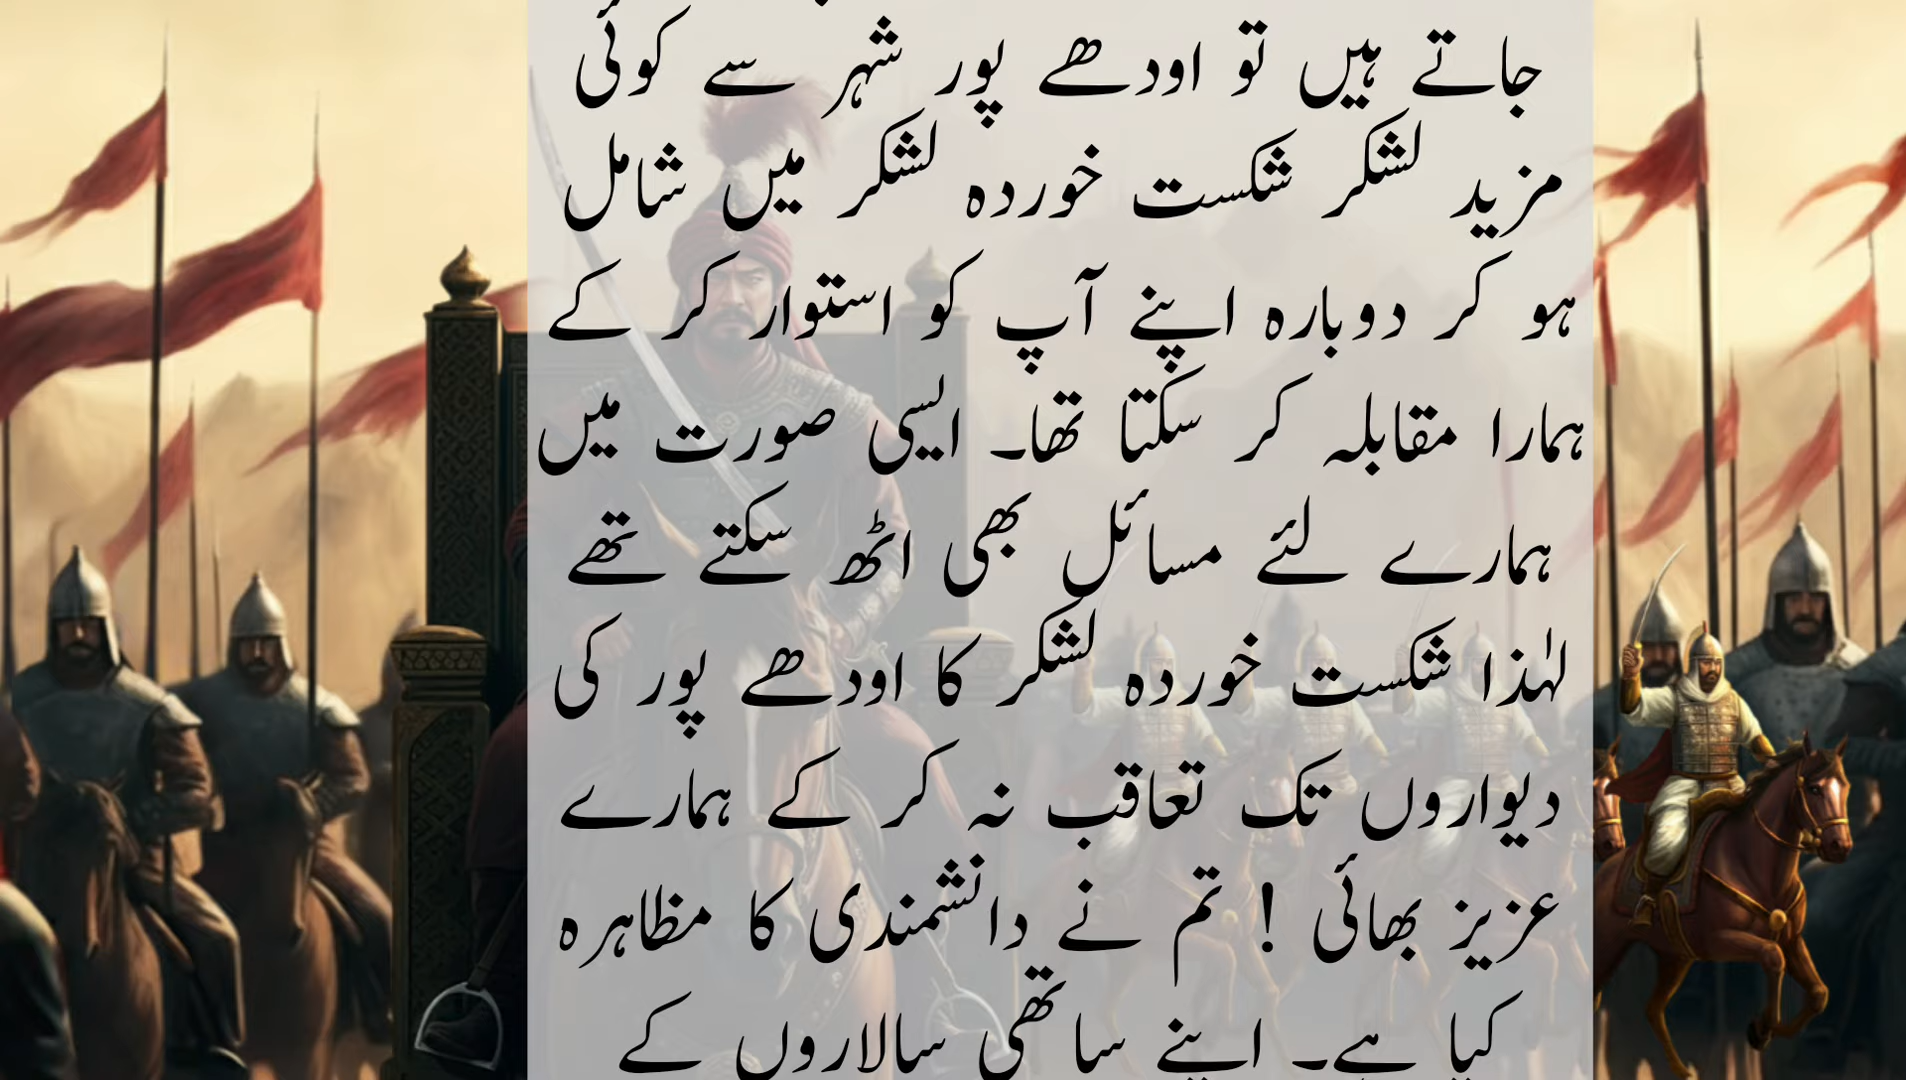 جاتے ہیں تو اودھے پور شہر سے کوئی
مزید لشکر شکست خوردہ لشکر میں شامل
ہو کر دوبارہ اپنے آپ کو استوار کر کے
ہمارا مقابلہ کر سکتا تھا۔ ایسی صورت میں
ہمارے لئے مسائل بھی اٹھ سکتے تھے
لہٰذا شکست خوردہ لشکر کا اودھے پور کی
دیواروں تک تعاقب نہ کر کے ہمارے
عزیز بھائی ! تم نے دانشمندی کا مظاہرہ
کیا ہے۔ اپنے ساتھی سالاروں کے